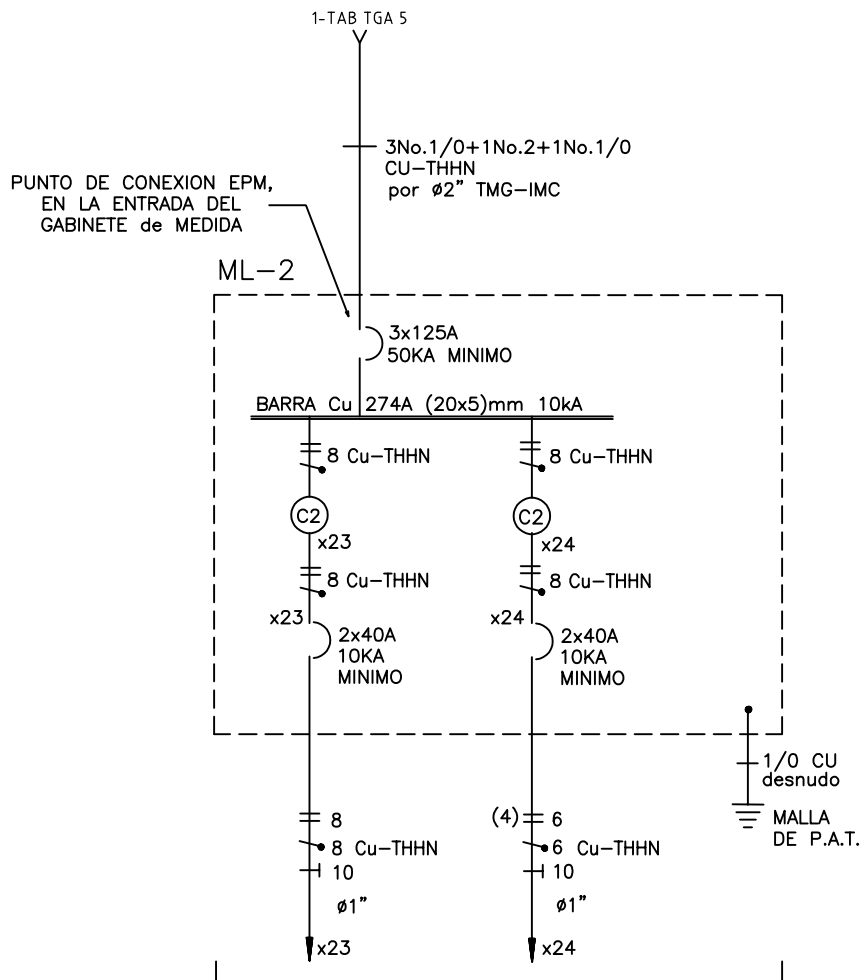 1-TAB TGA 5
3No.1/0+1No.2+1No.1/0
CU-THHN
por ø2" TMG-IMC
PUNTO DE CONEXION EPM,
EN LA ENTRADA DEL
GABINETE de MEDIDA
ML-2
3x125A
50KA MINIMO
BARRA Cu 274A (20x5)mm 10kA
8 Cu-THHN
8 Cu-THHN
C2
C2
x23
x24
8 Cu-THHN
8 Cu-THHN
x23
x24
2x40A
10KA
MINIMO
2x40A
10KA
MINIMO
1/0 CU
desnudo
MALLA
DE P.A.T.
8
8 Cu-THHN
10
ø1"
x23
(4) 6
6 Cu-THHN
10
ø1"
x24